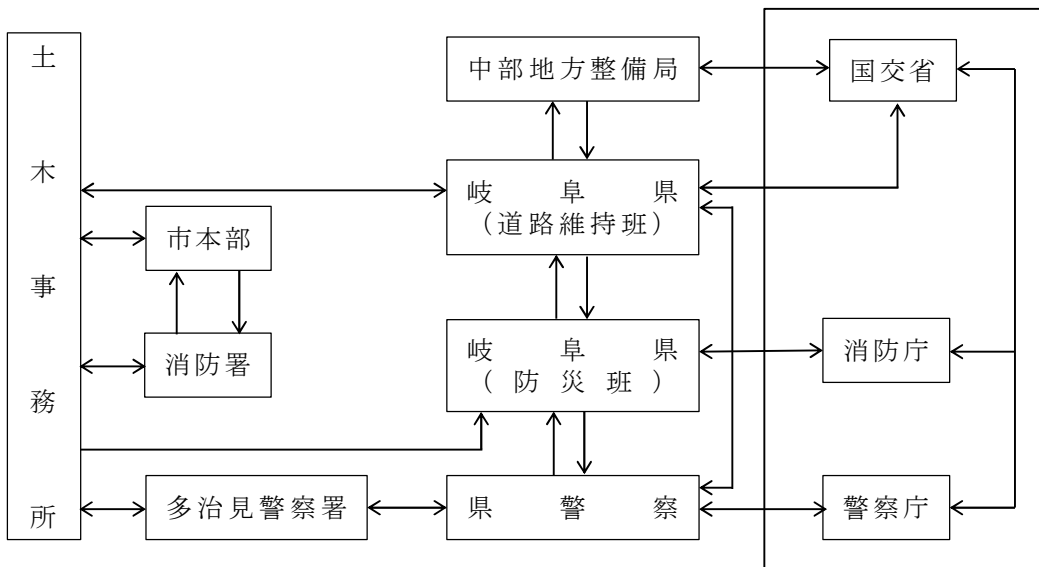 土木事務所
中部地方整備局
国交省
岐阜県
(道路維持班)
市本部
消防署
岐阜県
(防災班)
消防庁
多治見警察署
県警察
警察庁